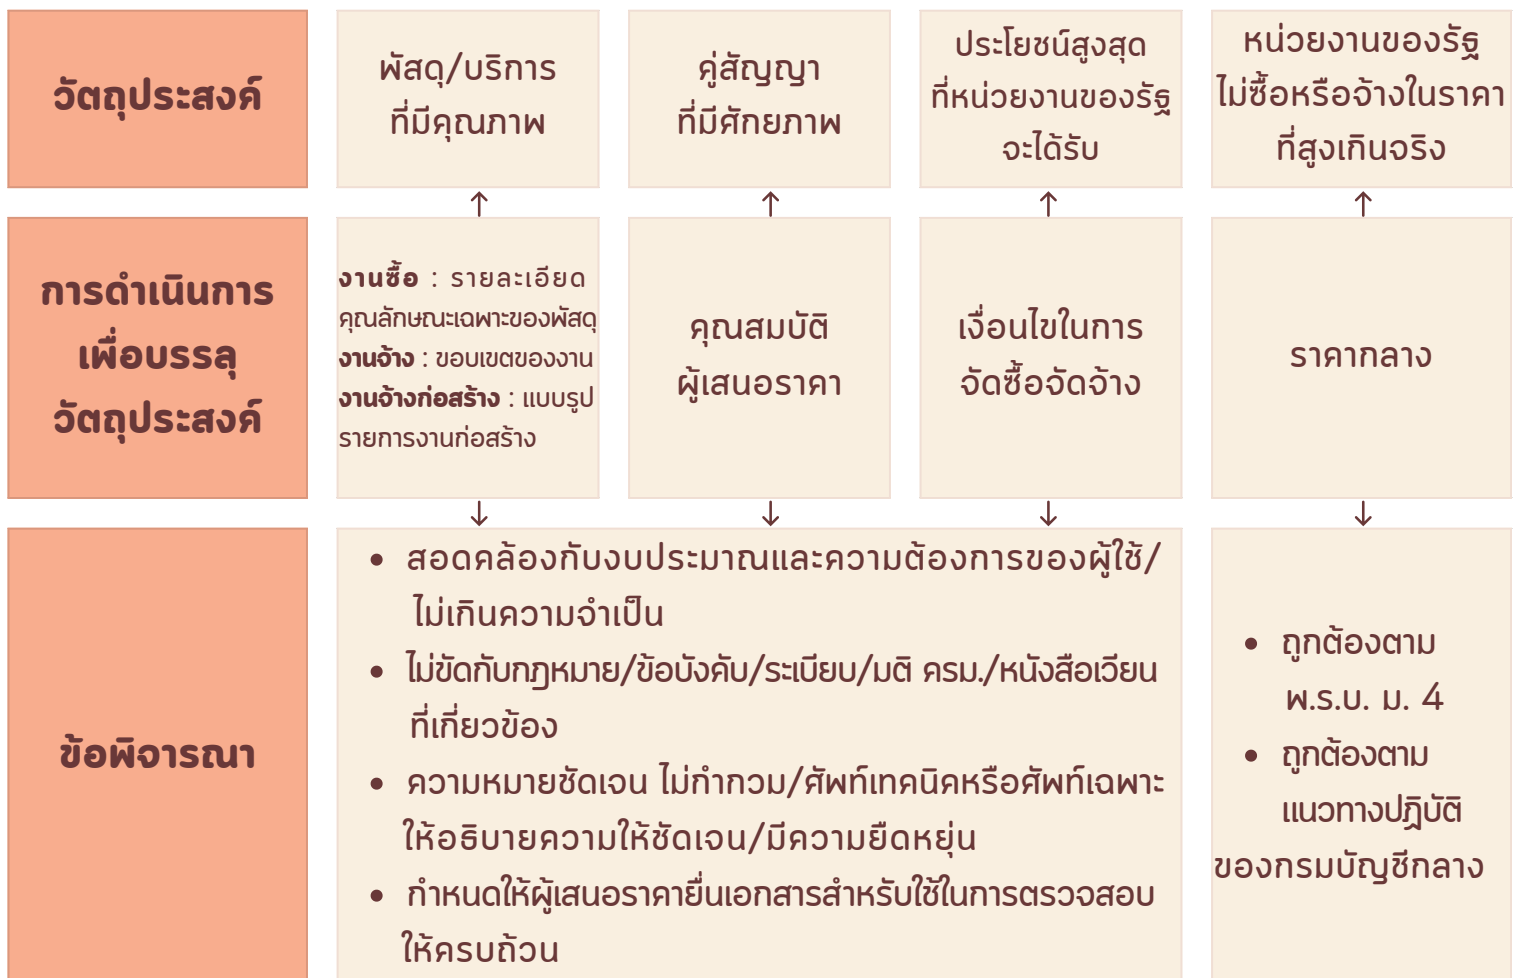 วัตถุประสงค์
พัสดุ/บริการ
ที่มีคุณภาพ
คู่สัญญา
ที่มีศักยภาพ
ประโยชน์สูงสุด
ที่หน่วยงานของรัฐ
จะได้รับ
หน่วยงานของรัฐ
ไม่ซื้อหรือจ้างในราคา
ที่สูงเกินจริง
การดำเนินการ
เพื่อบรรลุ
วัตถุประสงค์
งานซื้อ : รายละเอียด
คุณลักษณะเฉพาะของพัสดุ
งานจ้าง : ขอบเขตของงาน
งานจ้างก่อสร้าง : แบบรูป
รายการงานก่อสร้าง
คุณสมบัติ
ผู้เสนอราคา
เงื่อนไขในการ
จัดซื้อจัดจ้าง
ราคากลาง
ข้อพิจารณา
• สอดคล้องกับงบประมาณและความต้องการของผู้ใช้/
ไม่เกินความจำเป็น
• ไม่ขัดกับกฎหมาย/ข้อบังคับ/ระเบียบ/มติ ครม./หนังสือเวียน
ที่เกี่ยวข้อง
• ความหมายชัดเจน ไม่กำกวม/ศัพท์เทคนิคหรือศัพท์เฉพาะ
ให้อธิบายความให้ชัดเจน/มีความยืดหยุ่น
• กำหนดให้ผู้เสนอราคายื่นเอกสารสำหรับใช้ในการตรวจสอบ
ให้ครบถ้วน
• ถูกต้องตาม
พ.ร.บ. ม. 4
• ถูกต้องตาม
แนวทางปฏิบัติ
ของกรมบัญชีกลาง